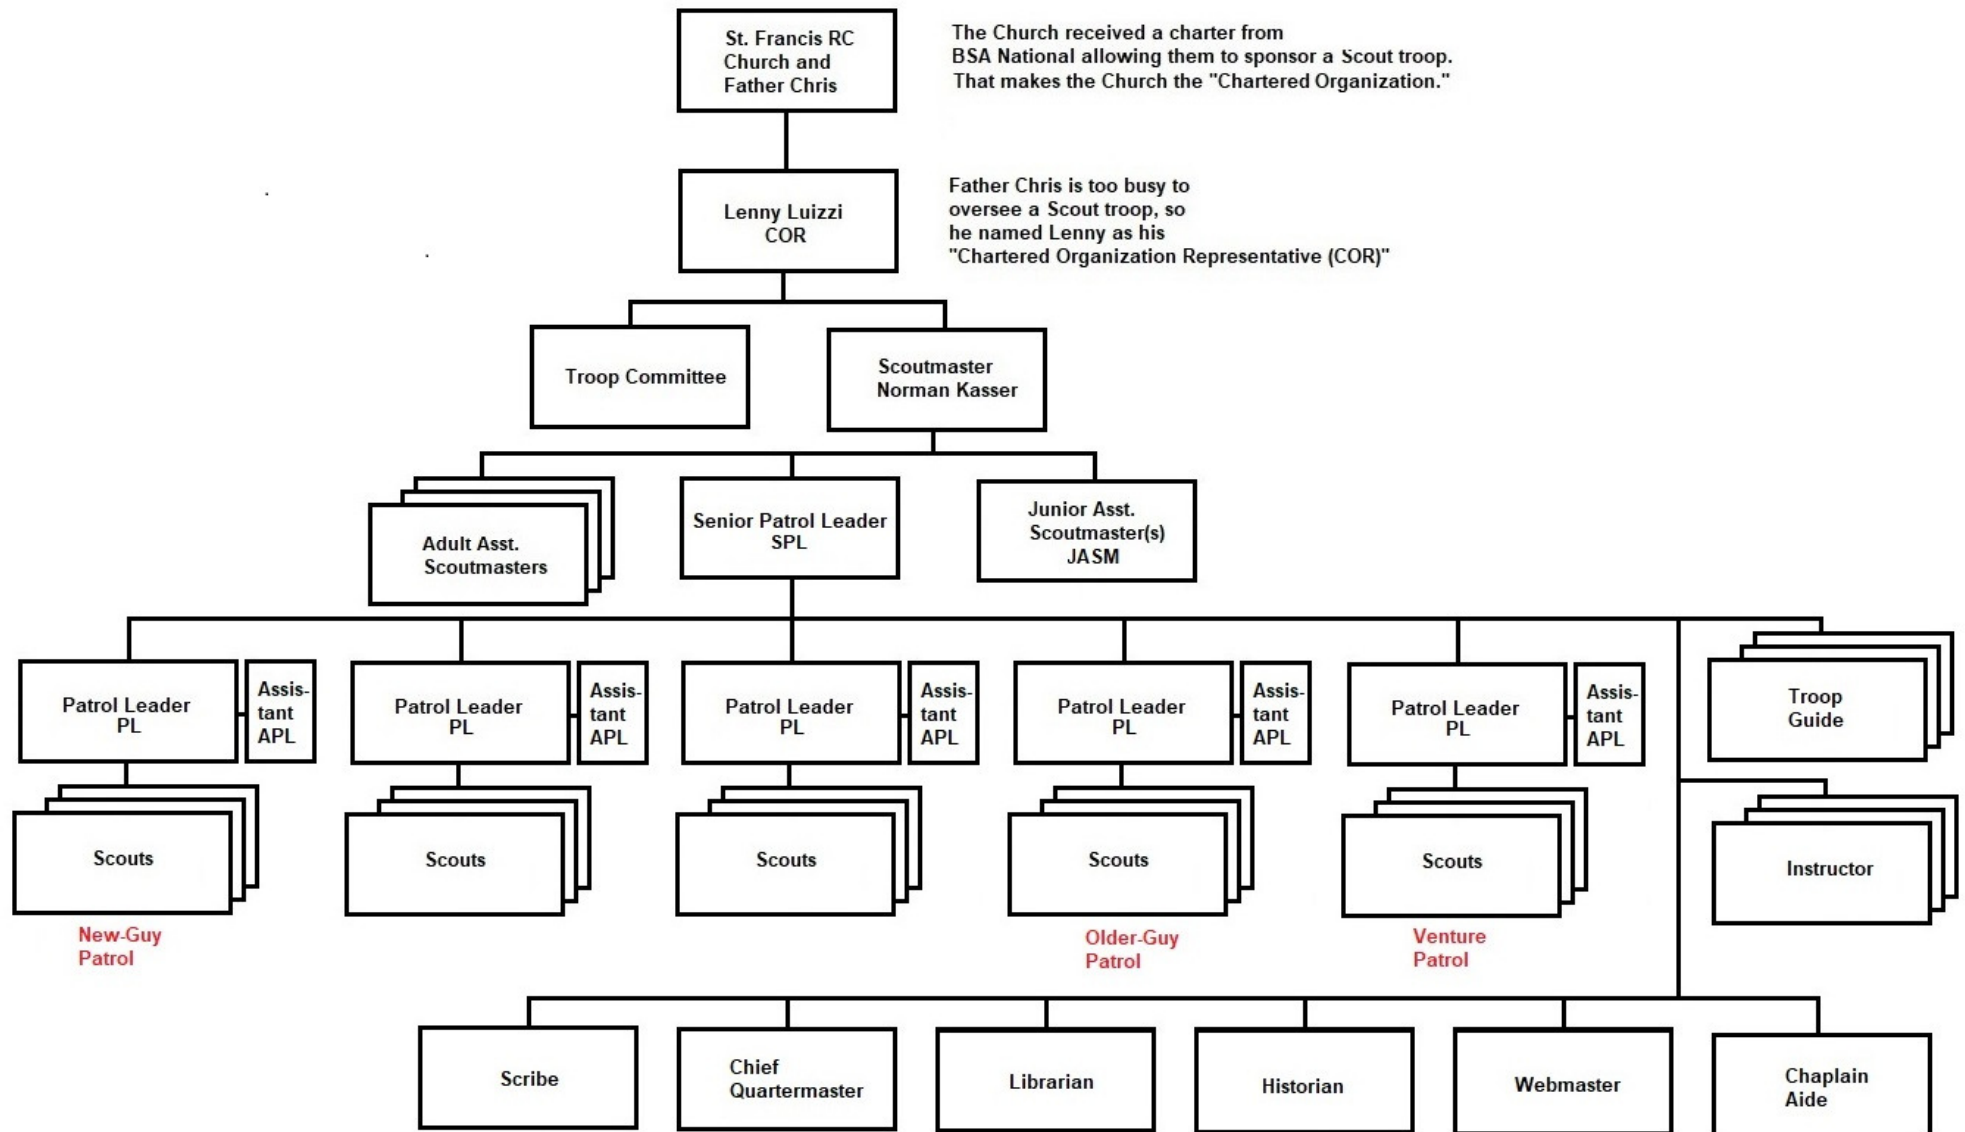 St. Francis RC
Church and
Father Chris
The Church received a charter from
BSA National allowing them to sponsor a Scout troop.
That makes the Church the "Chartered Organization."
Lenny Luizzi
COR
Father Chris is too busy to
oversee a Scout troop, so
he named Lenny as his
"Chartered Organization Representative (COR)"
Troop Committee
Scoutmaster
Norman Kasser
Adult Asst.
Scoutmasters
Senior Patrol Leader
SPL
Junior Asst.
Scoutmaster(s)
JASM
Patrol Leader
PL
Assis-
tant
APL
Patrol Leader
PL
Assis-
tant
APL
Patrol Leader
PL
Assis-
tant
APL
Patrol Leader
PL
Assis-
tant
APL
Patrol Leader
PL
Assis-
tant
APL
Troop
Guide
Scouts
Scouts
Scouts
Scouts
Scouts
Instructor
New-Guy
Patrol
Older-Guy
Patrol
Venture
Patrol
Scribe
Chief
Quartermaster
Librarian
Historian
Webmaster
Chaplain
Aide